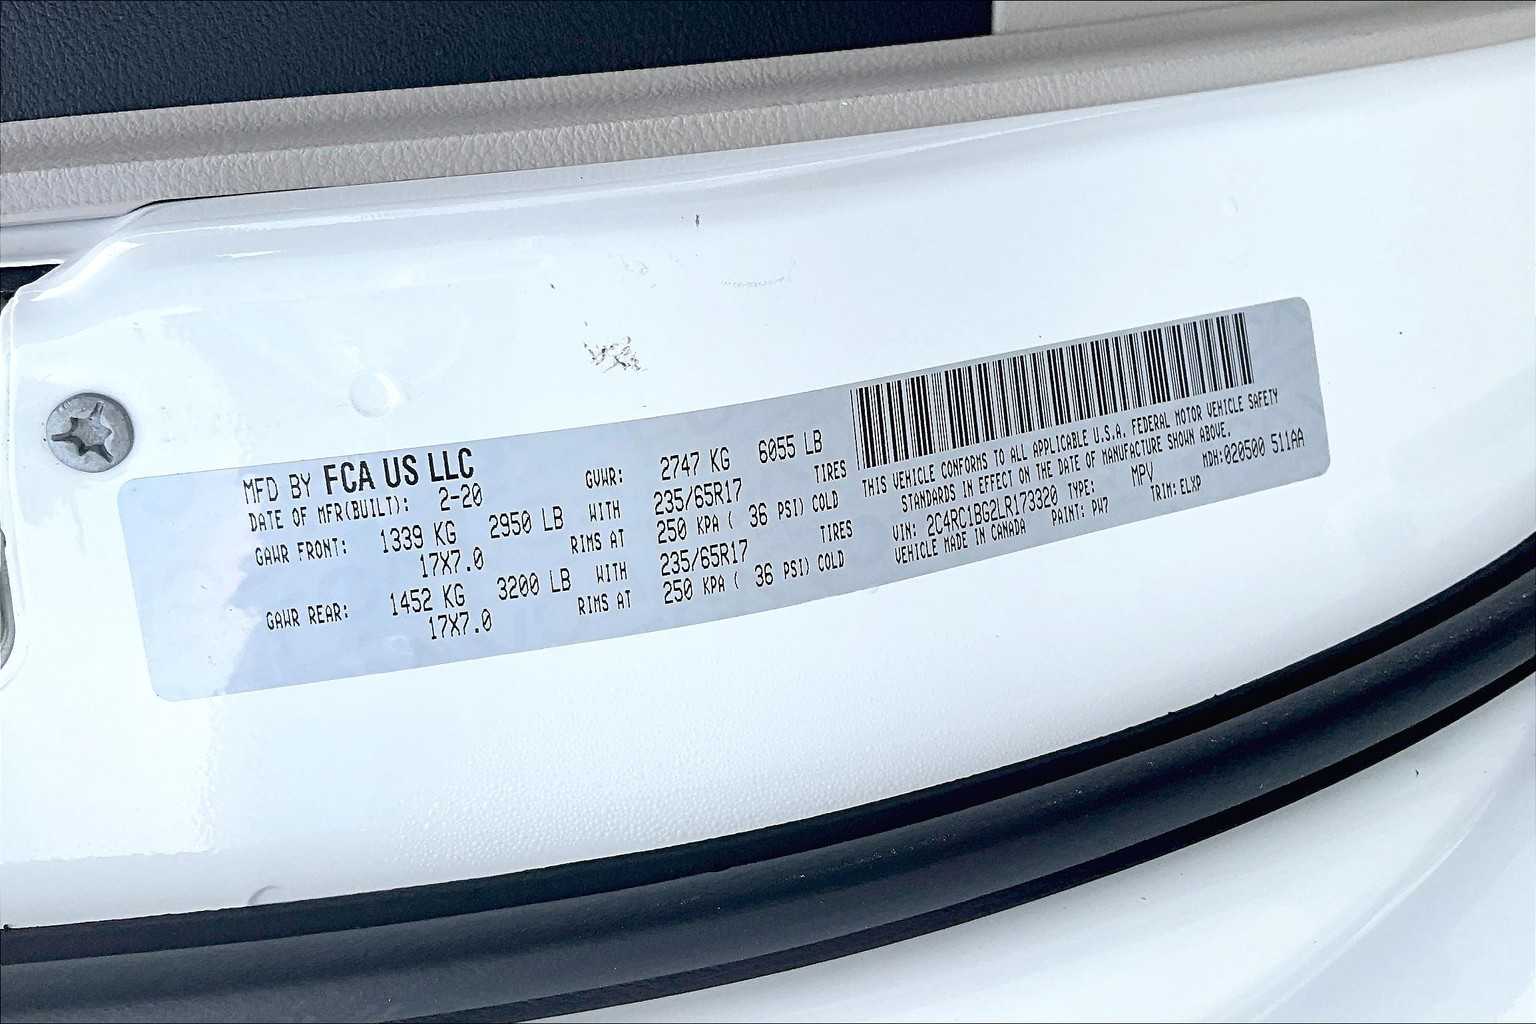 MFD BY FCA US LLC
DATE OF MFR(BUILT): 2-20
GVWR: 2747 KG 6055 LB
GAWR FRONT: 1339 KG 2950 LB WITH 235/65R17 TIRES
17X7.0 RIMS AT 250 KPA ( 36 PSI) COLD
GAWR REAR: 1452 KG 3200 LB WITH 235/65R17 TIRES
17X7.0 RIMS AT 250 KPA ( 36 PSI) COLD
THIS VEHICLE CONFORMS TO ALL APPLICABLE U.S.A. FEDERAL MOTOR VEHICLE SAFETY
STANDARDS IN EFFECT ON THE DATE OF MANUFACTURE SHOWN ABOVE.
VIN: 2C4RC1BG2LR173320 TYPE: MPV MDH:020500 511AA
VEHICLE MADE IN CANADA PAINT: PW7 TRIM: ELXP